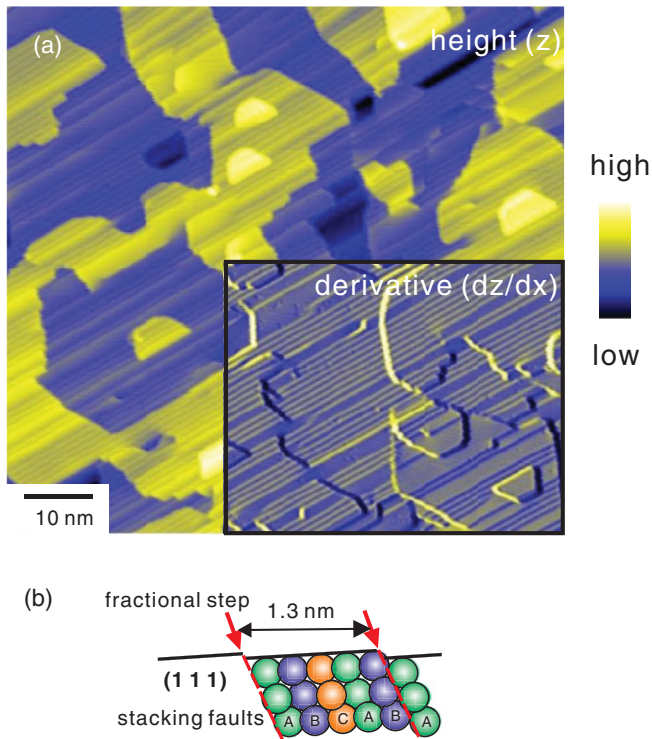 (a)
height (z)
high
low
derivative (dz/dx)
10 nm
(b)
fractional step
1.3 nm
(1 1 1)
stacking faults
A B C A B A